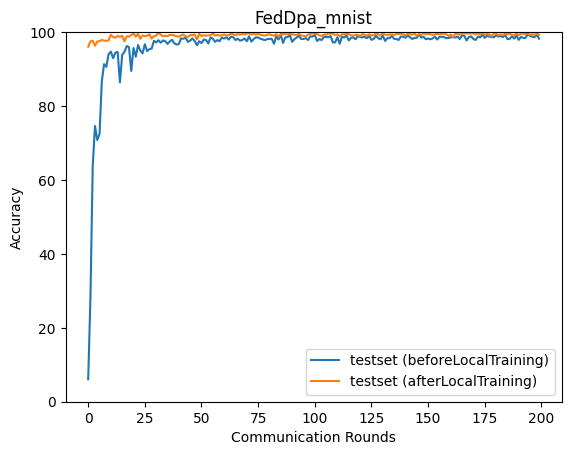 FedDpa_mnist
Accuracy
100
80
60
40
20
0
testset (beforeLocalTraining)
testset (afterLocalTraining)
0 25 50 75 100 125 150 175 200
Communication Rounds